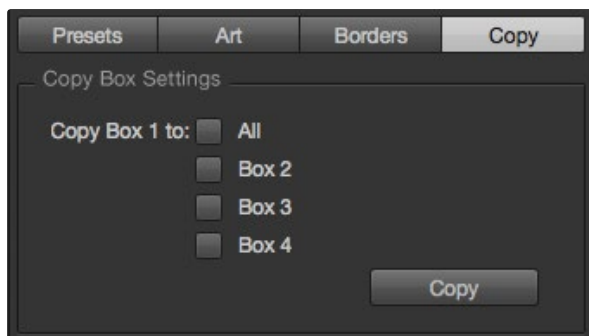 Presets Art Borders Copy
Copy Box Settings
Copy Box 1 to: All
Box 2
Box 3
Box 4
Copy